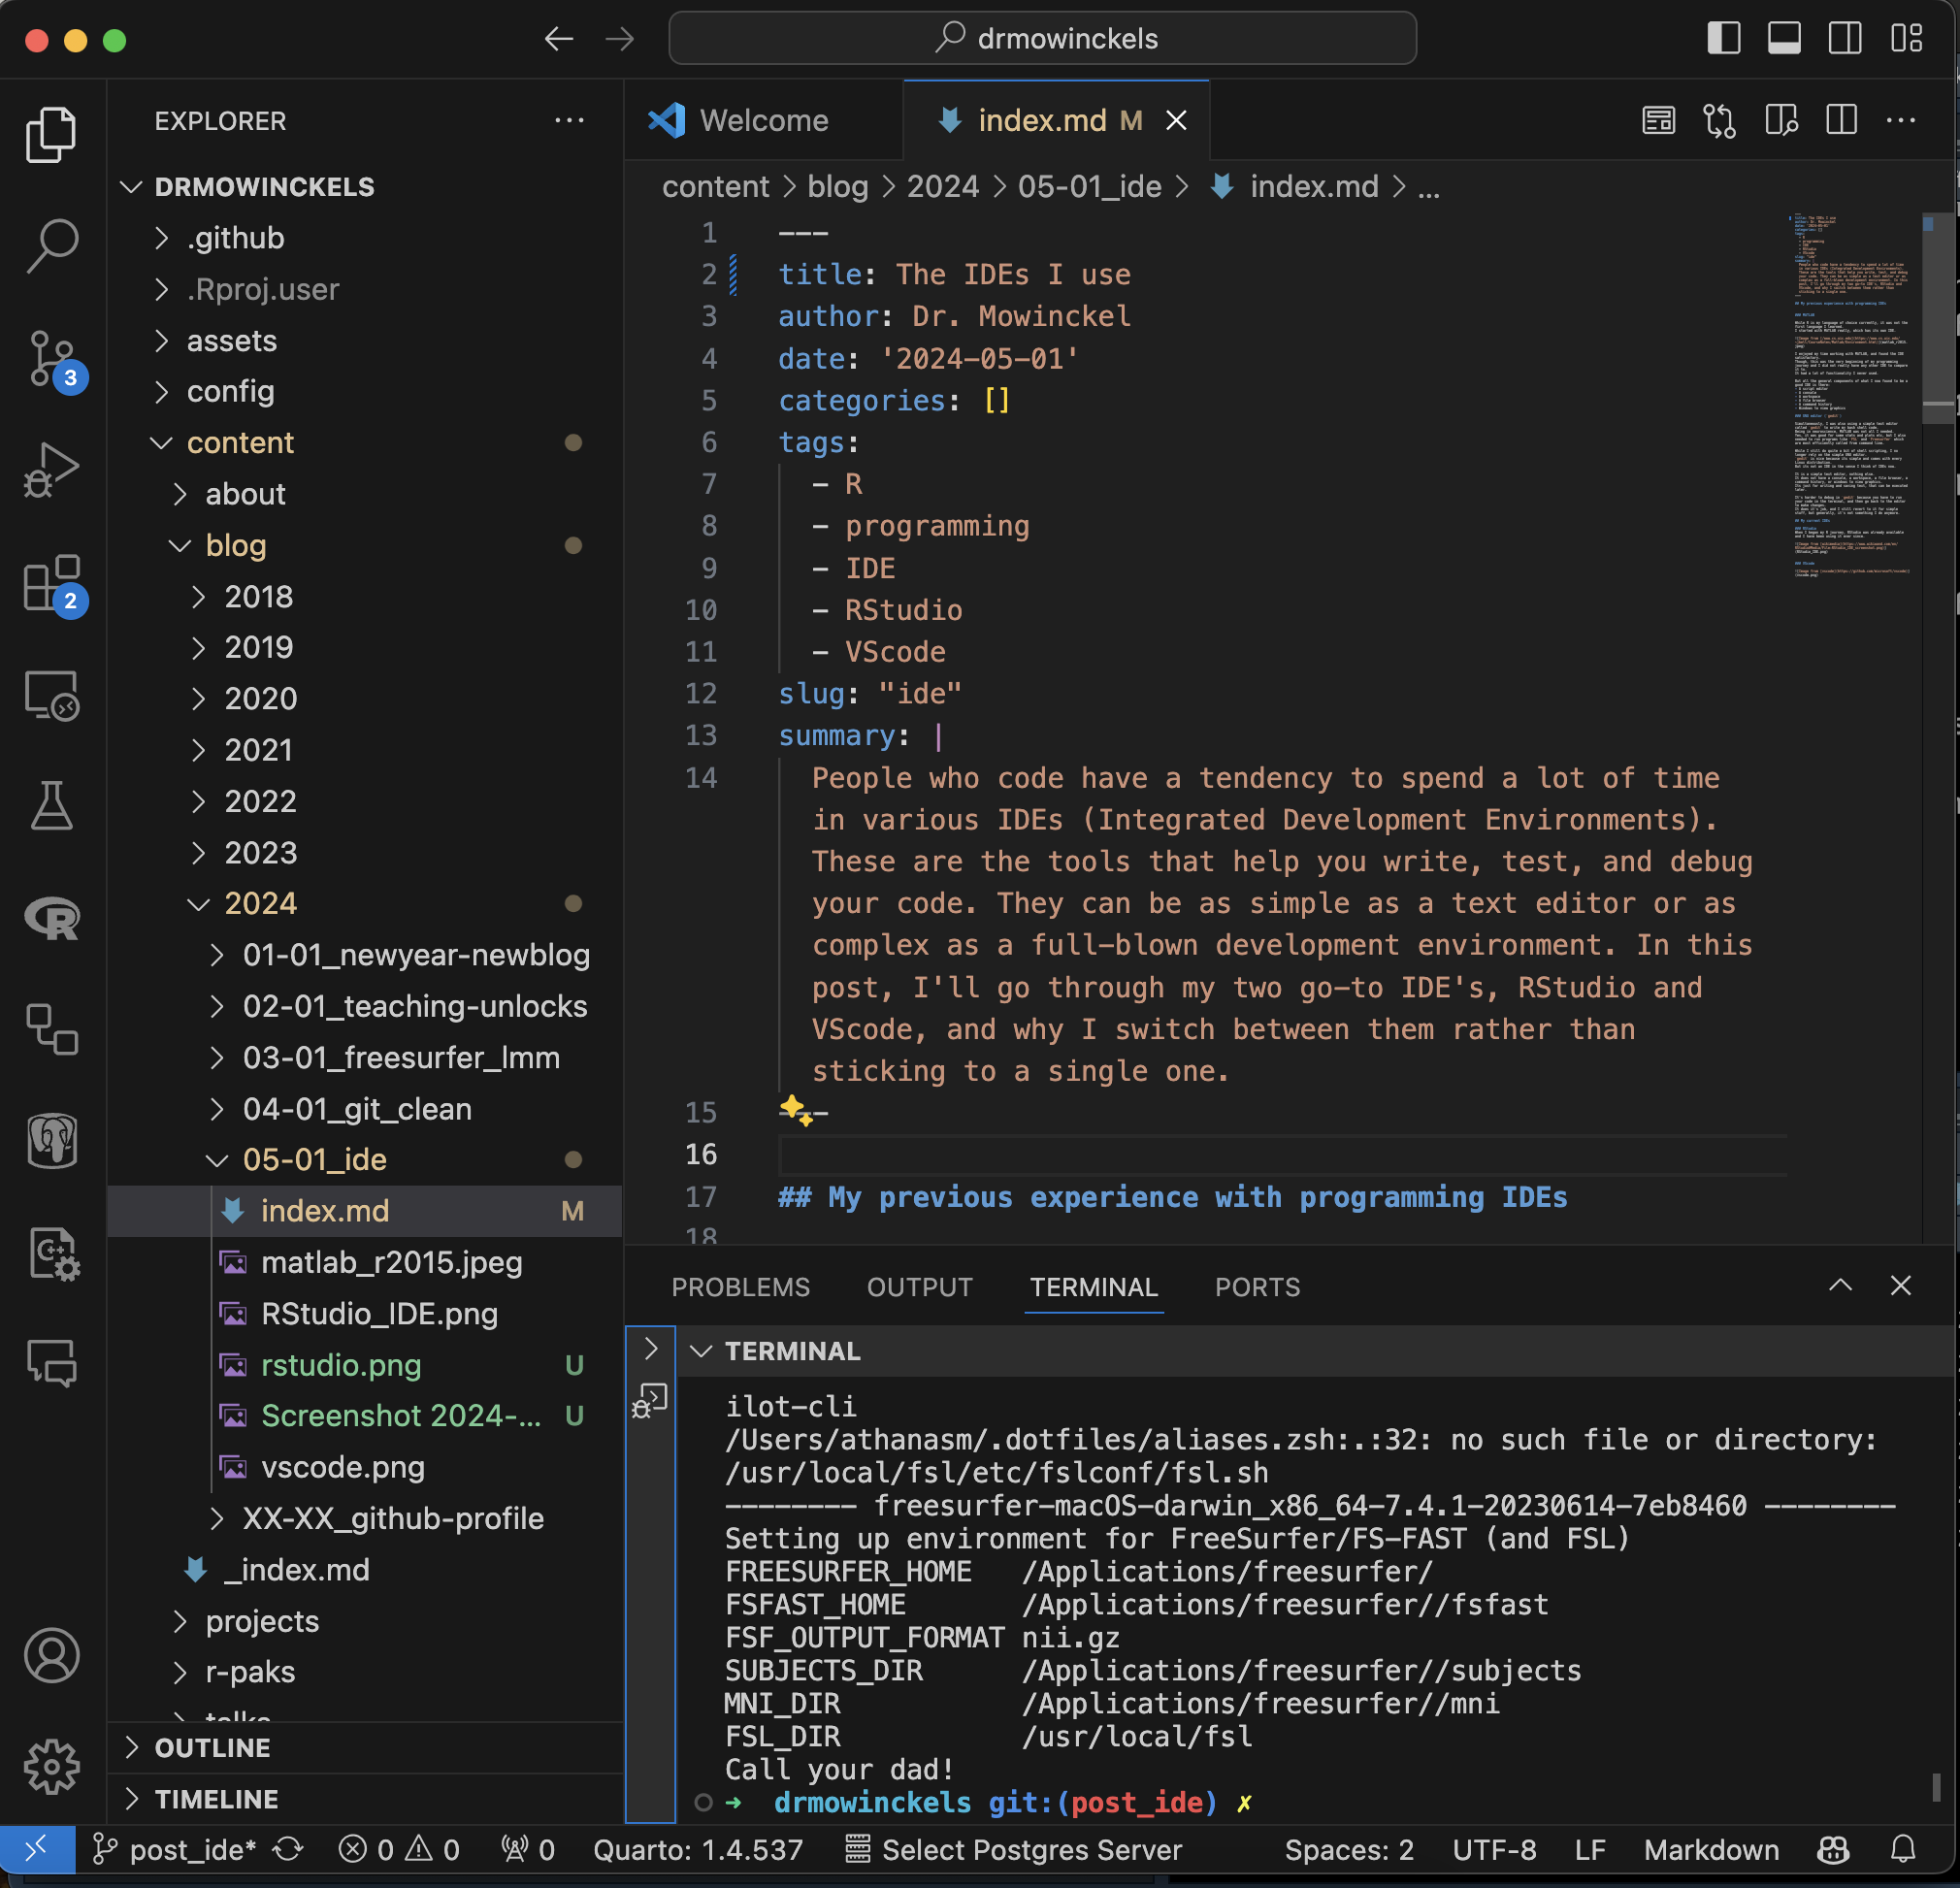 drmowinckels
EXPLORER
DRMOWINCKELS
.github
.Rproj.user
assets
config
content
about
blog
2018
2019
2020
2021
2022
2023
2024
01-01_newyear-newblog
02-01_teaching-unlocks
03-01_freesurfer_lmm
04-01_git_clean
05-01_ide
index.md M
matlab_r2015.jpeg
RStudio_IDE.png
rstudio.png U
Screenshot 2024-... U
vscode.png
XX-XX_github-profile
_index.md
projects
r-paks
talks
OUTLINE
TIMELINE
3
2
Welcome
index.md M
content > blog > 2024 > 05-01_ide > index.md > ...
1 ---
2 title: The IDEs I use
3 author: Dr. Mowinckel
4 date: '2024-05-01'
5 categories: []
6 tags:
7 - R
8 - programming
9 - IDE
10 - RStudio
11 - VScode
12 slug: "ide"
13 summary: |
14 People who code have a tendency to spend a lot of time
in various IDEs (Integrated Development Environments).
These are the tools that help you write, test, and debug
your code. They can be as simple as a text editor or as
complex as a full-blown development environment. In this
post, I'll go through my two go-to IDE's, RStudio and
VScode, and why I switch between them rather than
sticking to a single one.
15 ---
16
17 ## My previous experience with programming IDEs
18
PROBLEMS OUTPUT TERMINAL PORTS
TERMINAL
ilot-cli
/Users/athanasm/.dotfiles/aliases.zsh:.:32: no such file or directory:
/usr/local/fsl/etc/fslconf/fsl.sh
-------- freesurfer-macOS-darwin_x86_64-7.4.1-20230614-7eb8460 --------
Setting up environment for FreeSurfer/FS-FAST (and FSL)
FREESURFER_HOME /Applications/freesurfer/
FSFAST_HOME /Applications/freesurfer//fsfast
FSF_OUTPUT_FORMAT nii.gz
SUBJECTS_DIR /Applications/freesurfer//subjects
MNI_DIR /Applications/freesurfer//mni
FSL_DIR /usr/local/fsl
Call your dad!
➜ drmowinckels git:(post_ide) ✗
post_ide* 0 0 0 Quarto: 1.4.537 Select Postgres Server Spaces: 2 UTF-8 LF Markdown